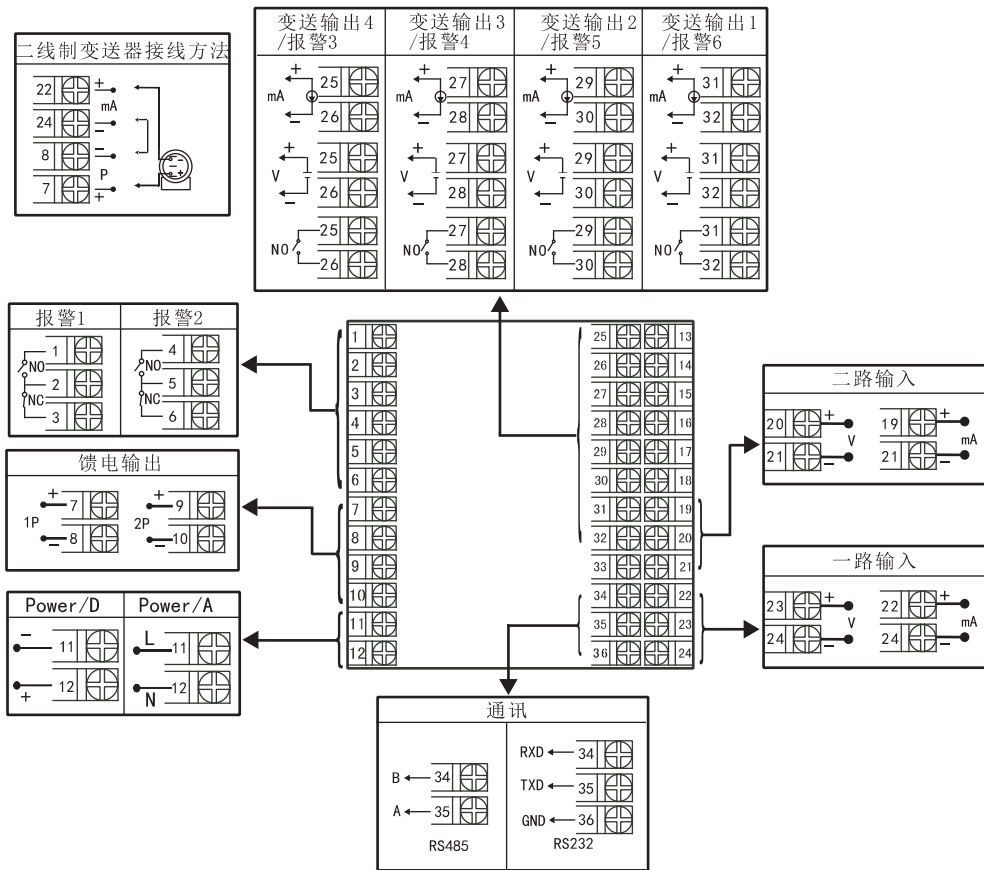 二线制变送器接线方法
22 +
mA
24 −
8 −
P
7 +
− +
变送输出4 /报警3
变送输出3 /报警4
变送输出2 /报警5
变送输出1 /报警6
+ 25 + 27 + 29 + 31
mA mA mA mA
− 26 − 28 − 30 − 32
+ 25 + 27 + 29 + 31
V V V V
− 26 − 28 − 30 − 32
25 27 29 31
NO NO NO NO
26 28 30 32
报警1 报警2
1 4
NO NO
2 5
NC NC
3 6
馈电输出
+ 7 + 9
1P 2P
− 8 − 10
Power/D Power/A
− 11 L 11
+ 12 N 12
1 25 13
2 26 14
3 27 15
4 28 16
5 29 17
6 30 18
7 31 19
8 32 20
9 33 21
10 34 22
11 35 23
12 36 24
二路输入
20 + 19 +
V mA
21 − 21 −
一路输入
23 + 22 +
V mA
24 − 24 −
通讯
B 34
A 35
RS485
RXD 34
TXD 35
GND 36
RS232